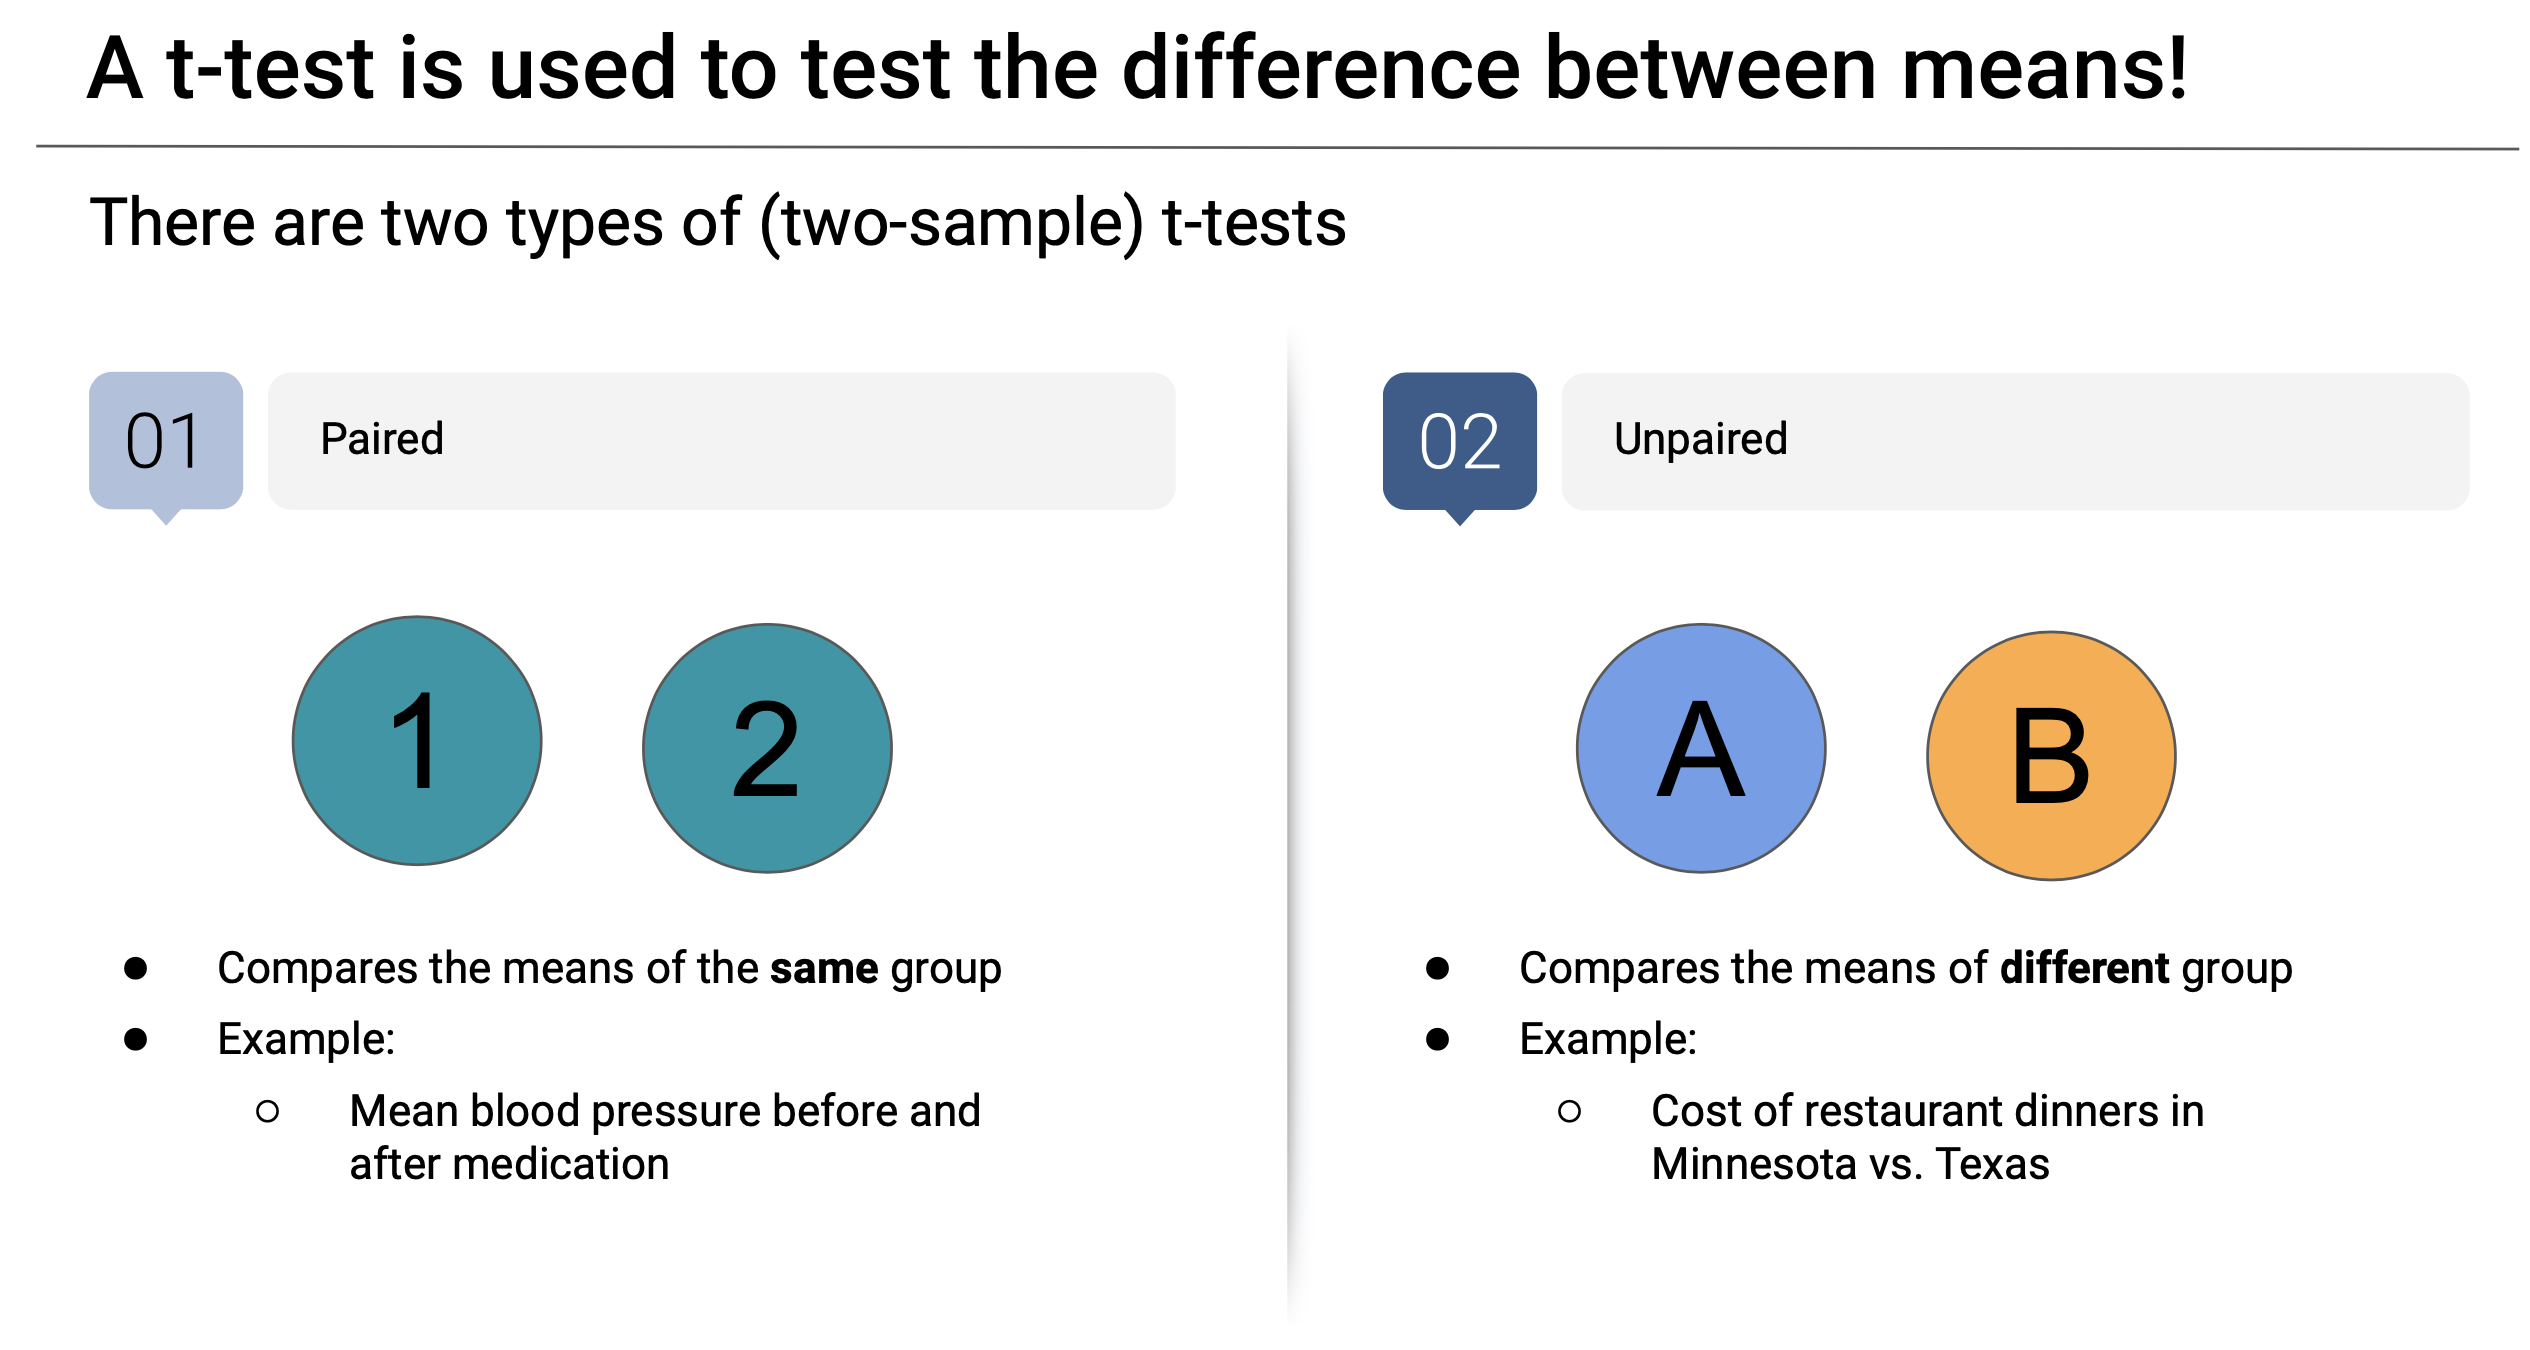 A t-test is used to test the difference between means!
There are two types of (two-sample) t-tests
01
Paired
1
2
● Compares the means of the same group
● Example:
○ Mean blood pressure before and
after medication
02
Unpaired
A
B
● Compares the means of different group
● Example:
○ Cost of restaurant dinners in
Minnesota vs. Texas